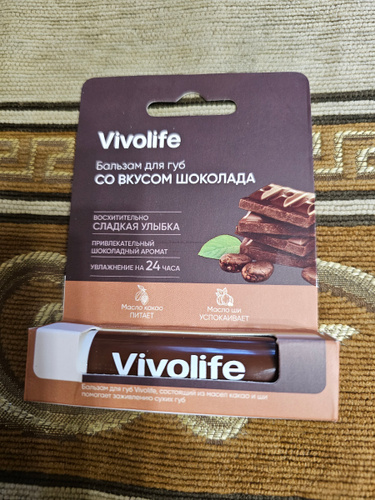 Vivolife
Бальзам для губ
СО ВКУСОМ ШОКОЛАДА
ВОСХИТИТЕЛЬНО
СЛАДКАЯ УЛЫБКА
ПРИВЛЕКАТЕЛЬНЫЙ
ШОКОЛАДНЫЙ АРОМАТ
УВЛАЖНЕНИЕ НА 24 ЧАСА
Масло какао
ПИТАЕТ
Масло ши
УСПОКАИВАЕТ
Vivolife
Бальзам для губ Vivolife, состоящий из масел какао и ши
помогает заживлению сухих губ